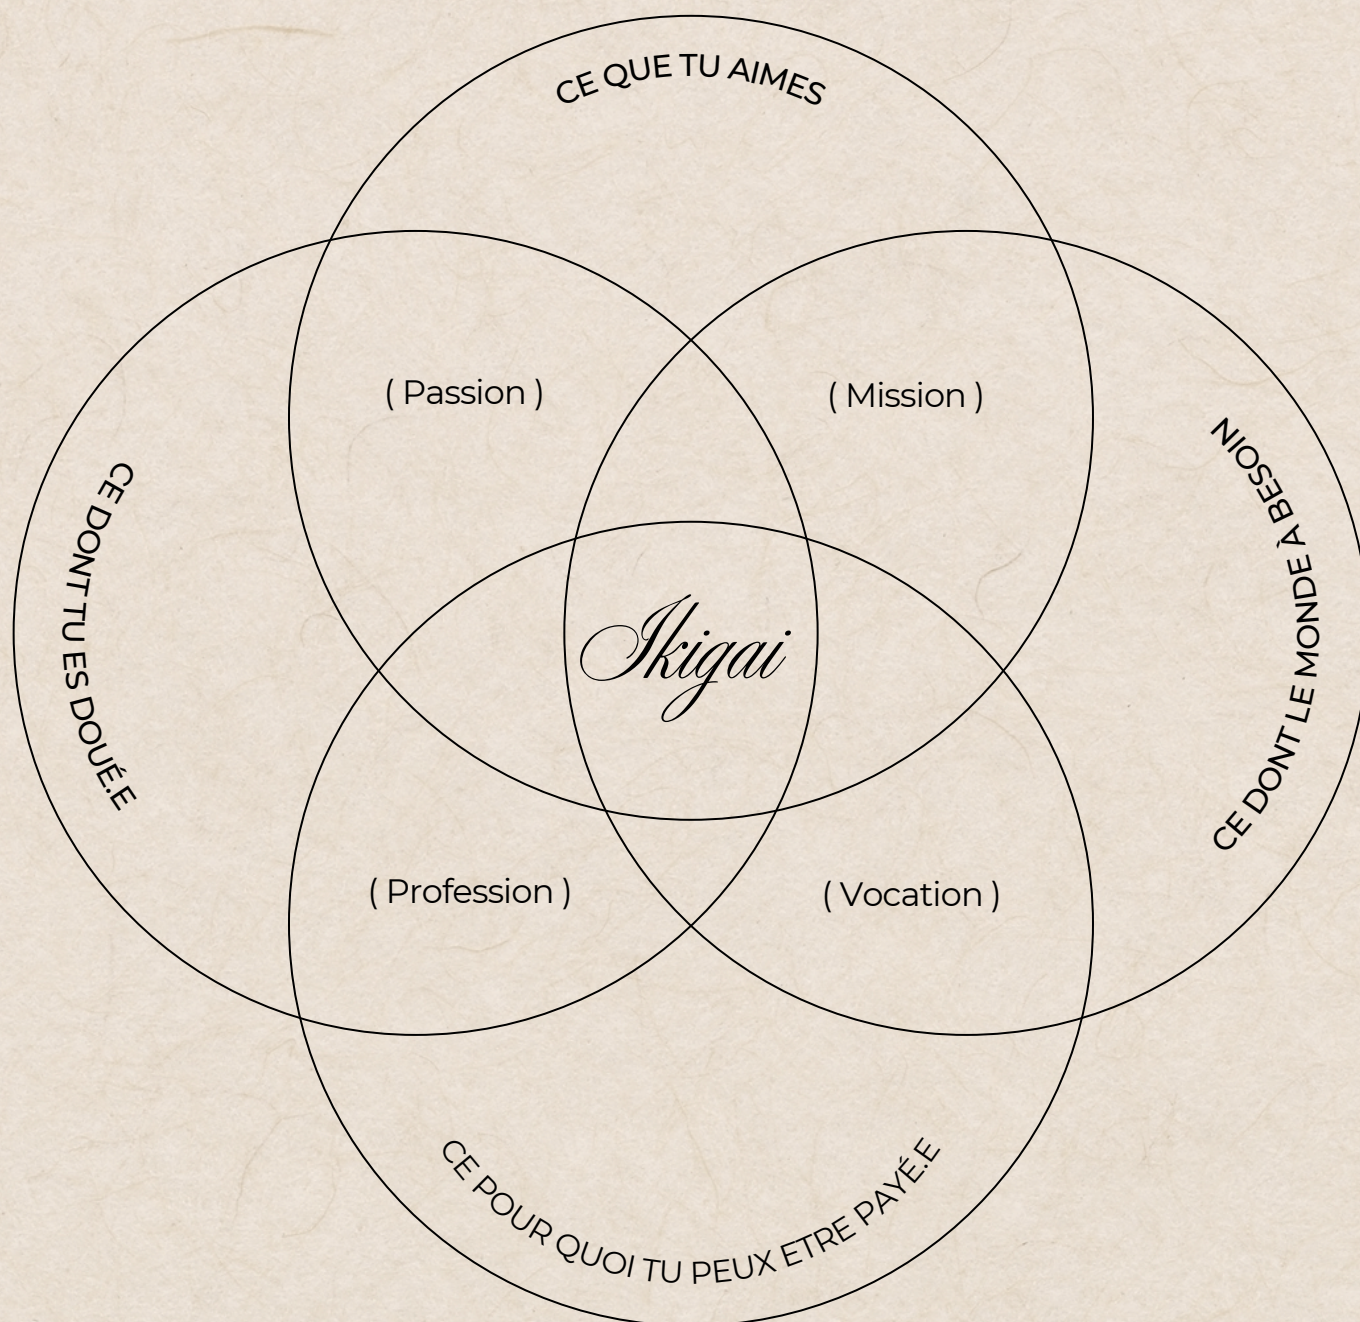 CE QUE TU AIMES
( Passion )
( Mission )
CE DONT TU ES DOUÉ.E
Ikigai
CE DONT LE MONDE À BESOIN
( Profession )
( Vocation )
CE POUR QUOI TU PEUX ETRE PAYÉ.E